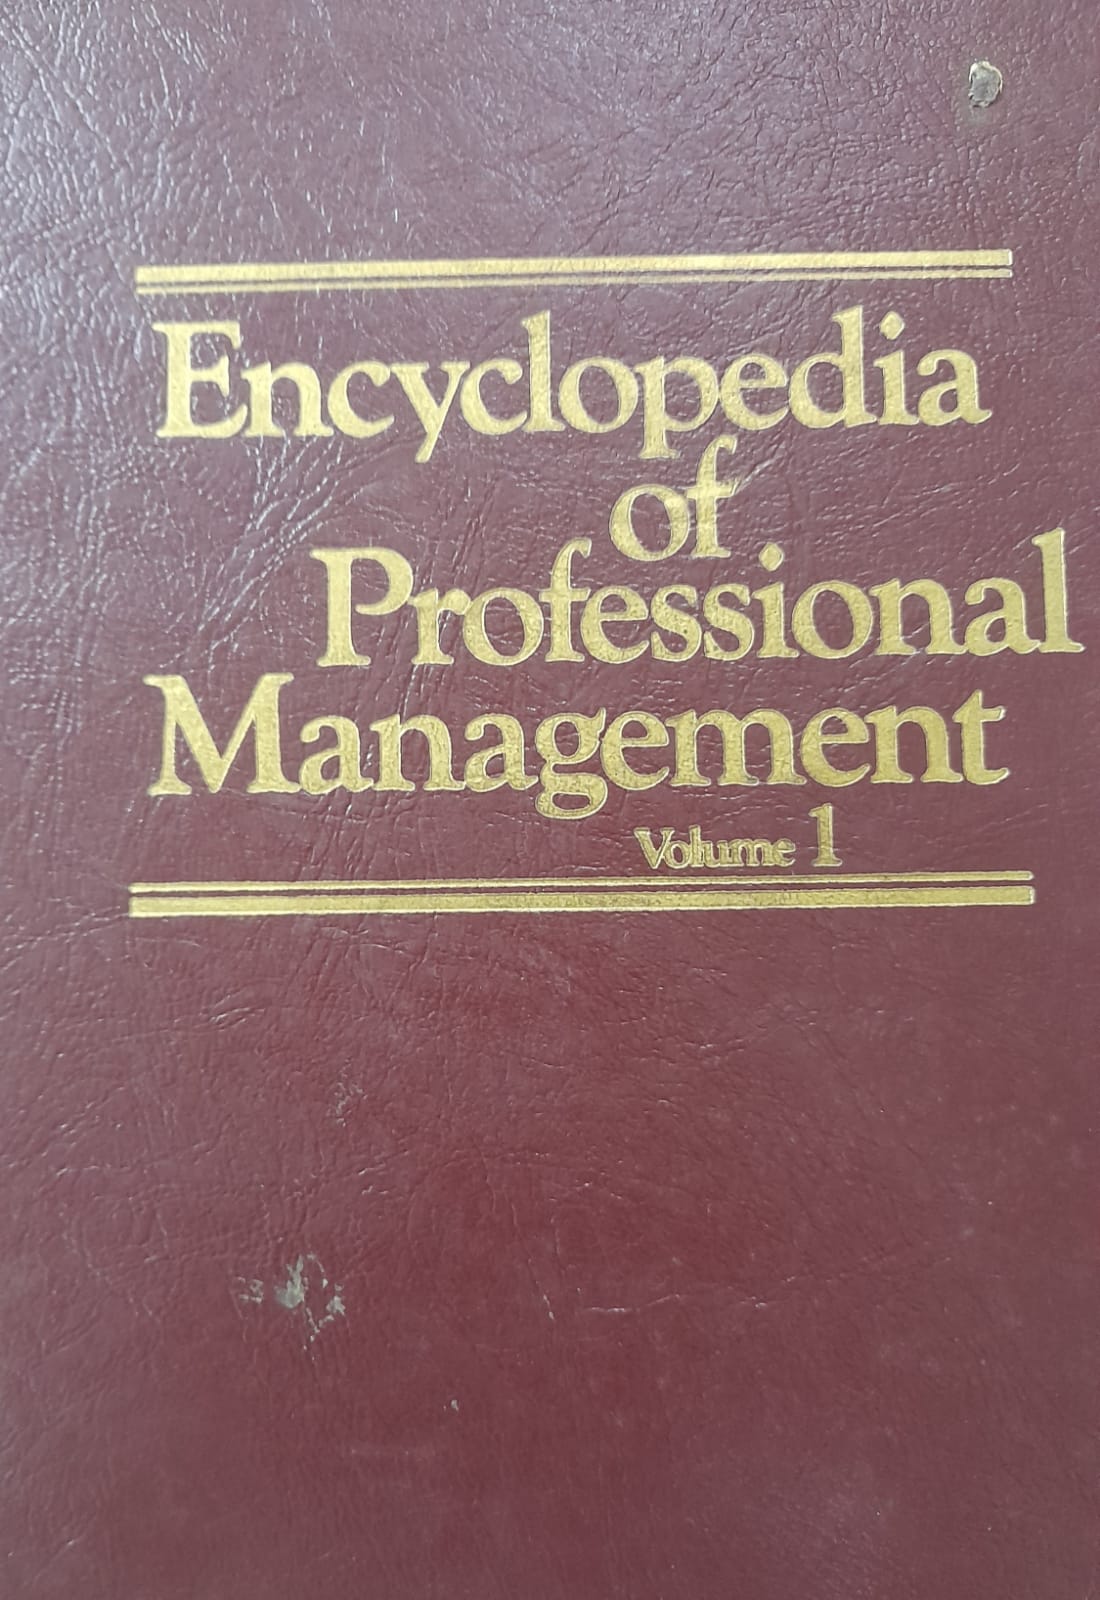 Encyclopedia
of
Professional
Management
Volume 1